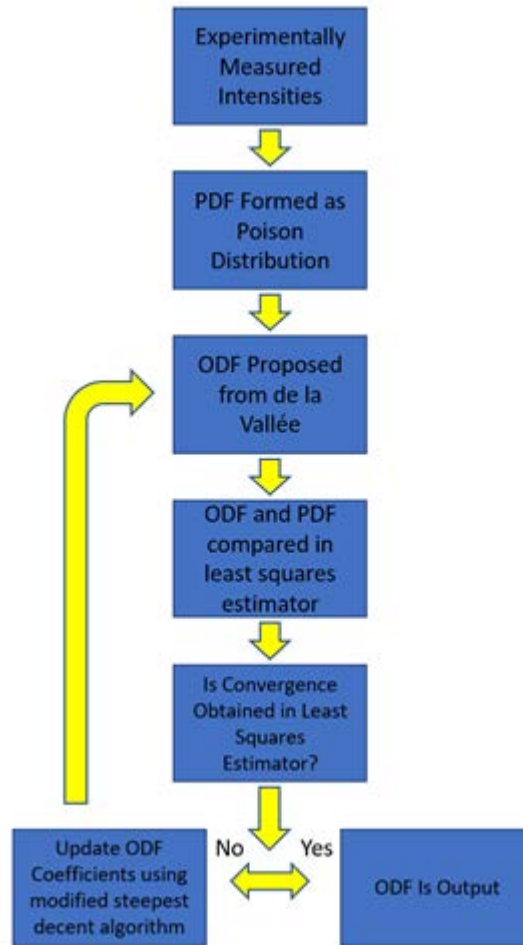 Experimentally
Measured
Intensities
PDF Formed as
Poison
Distribution
ODF Proposed
from de la
Vallée
ODF and PDF
compared in
least squares
estimator
Is Convergence
Obtained in Least
Squares
Estimator?
No
Yes
Update ODF
Coefficients using
modified steepest
decent algorithm
ODF Is Output